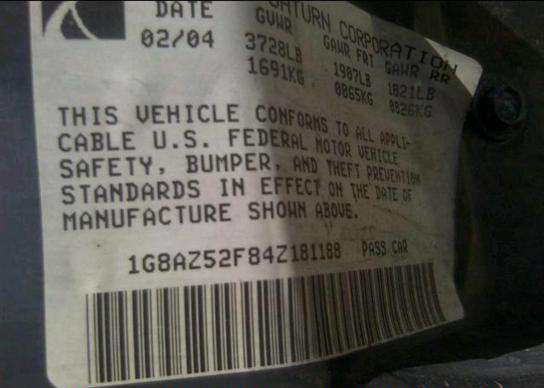 SATURN CORPORATION
DATE GVWR GAWR FRT GAWR RR
02/04 3728LB 1907LB 1821LB
1691KG 0865KG 0826KG
THIS VEHICLE CONFORMS TO ALL APPLI-
CABLE U.S. FEDERAL MOTOR VEHICLE
SAFETY, BUMPER, AND THEFT PREVENTION
STANDARDS IN EFFECT ON THE DATE OF
MANUFACTURE SHOWN ABOVE.
1G8AZ52F84Z181188 PASS CAR